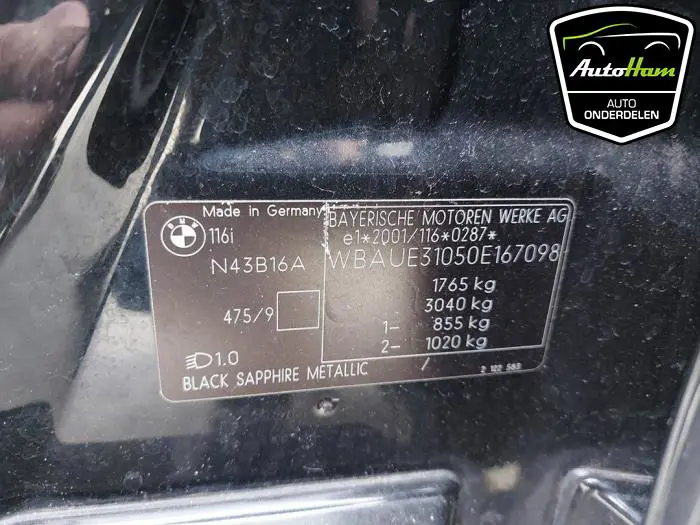 AutoHam
AUTO
ONDERDELEN
Made in Germany
BMW
116i
N43B16A
475/9
1.0
BLACK SAPPHIRE METALLIC
BAYERISCHE MOTOREN WERKE AG
e1*2001/116*0287*
WBAUE31050E167098
1765 kg
3040 kg
1- 855 kg
2- 1020 kg
/
2 122 583